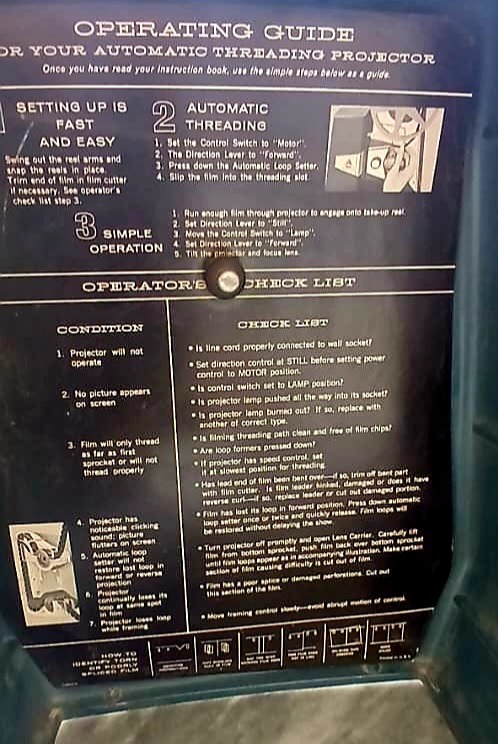 OPERATING GUIDE
OR YOUR AUTOMATIC THREADING PROJECTOR
Once you have read your instruction book, use the simple steps below as a guide.
SETTING UP IS
FAST
AND EASY
Swing out the reel arms and
snap the reels in place.
Trim end of film in film cutter
if necessary. See operator's
check list step 3.
2 AUTOMATIC
THREADING
1. Set the Control Switch to "Motor".
2. The Direction Lever to "Forward".
3. Press down the Automatic Loop Setter.
4. Slip the film into the threading slot.
3 SIMPLE
OPERATION
1. Run enough film through projector to engage onto take-up reel.
2. Set Direction Lever to "Still".
3. Move the Control Switch to "Lamp".
4. Set Direction Lever to "Forward".
5. Tilt the projector and focus lens.
OPERATOR'S CHECK LIST
CONDITION
1. Projector will not
operate
2. No picture appears
on screen
3. Film will only thread
as far as first
sprocket or will not
thread properly
4. Projector has
noticeable clicking
sound; picture
flutters on screen
5. Automatic loop
setter will not
restore lost loop in
forward or reverse
projection
6. Projector
continually loses its
loop at same spot
in film
7. Projector loses loop
while framing
CHECK LIST
• Is line cord properly connected to wall socket?
• Set direction control at STILL before setting power
control to MOTOR position.
• Is control switch set to LAMP position?
• Is projector lamp pushed all the way into its socket?
• Is projector lamp burned out? If so, replace with
another of correct type.
• Is filming threading path clean and free of film chips?
• Are loop formers pressed down?
• If projector has speed control, set
it at slowest position for threading.
• Has lead end of film been bent over—if so, trim off bent part
with film cutter. Is film leader kinked, damaged or does it have
reverse curl—if so, replace leader or cut out damaged portion.
• Film has lost its loop in forward position. Press down automatic
loop setter once or twice and quickly release. Film loops will
be restored without delaying the show.
• Turn projector off promptly and open Lens Carrier. Carefully lift
film from bottom sprocket, push film back over bottom sprocket
until film loops appear as in accompanying illustration. Make certain
section of film causing difficulty is cut out of film.
• Film has a poor splice or damaged perforations. Cut out
this section of the film.
• Move framing control slowly—avoid abrupt motion of control.
HOW TO
IDENTIFY TORN
OR POORLY
SPLICED FILM